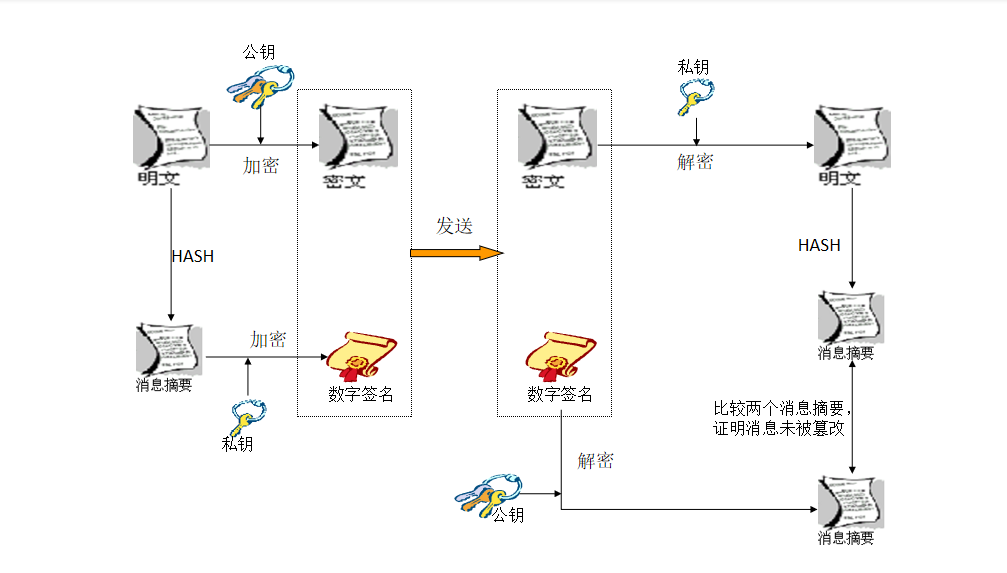 公钥
私钥
明文
加密
密文
密文
解密
明文
发送
HASH
HASH
消息摘要
加密
数字签名
数字签名
消息摘要
私钥
比较两个消息摘要，
证明消息未被篡改
解密
公钥
消息摘要